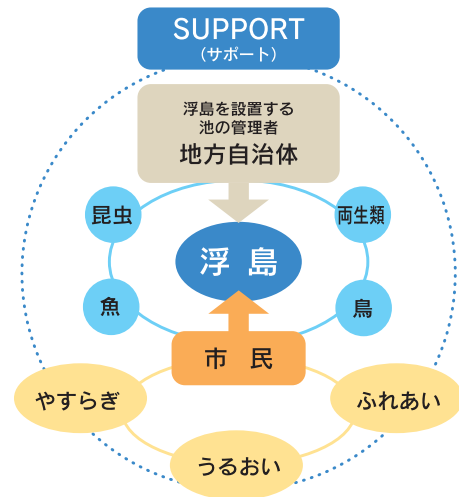 SUPPORT
（サポート）
浮島を設置する
池の管理者
地方自治体
昆虫
両生類
浮島
魚
鳥
市民
やすらぎ
ふれあい
うるおい